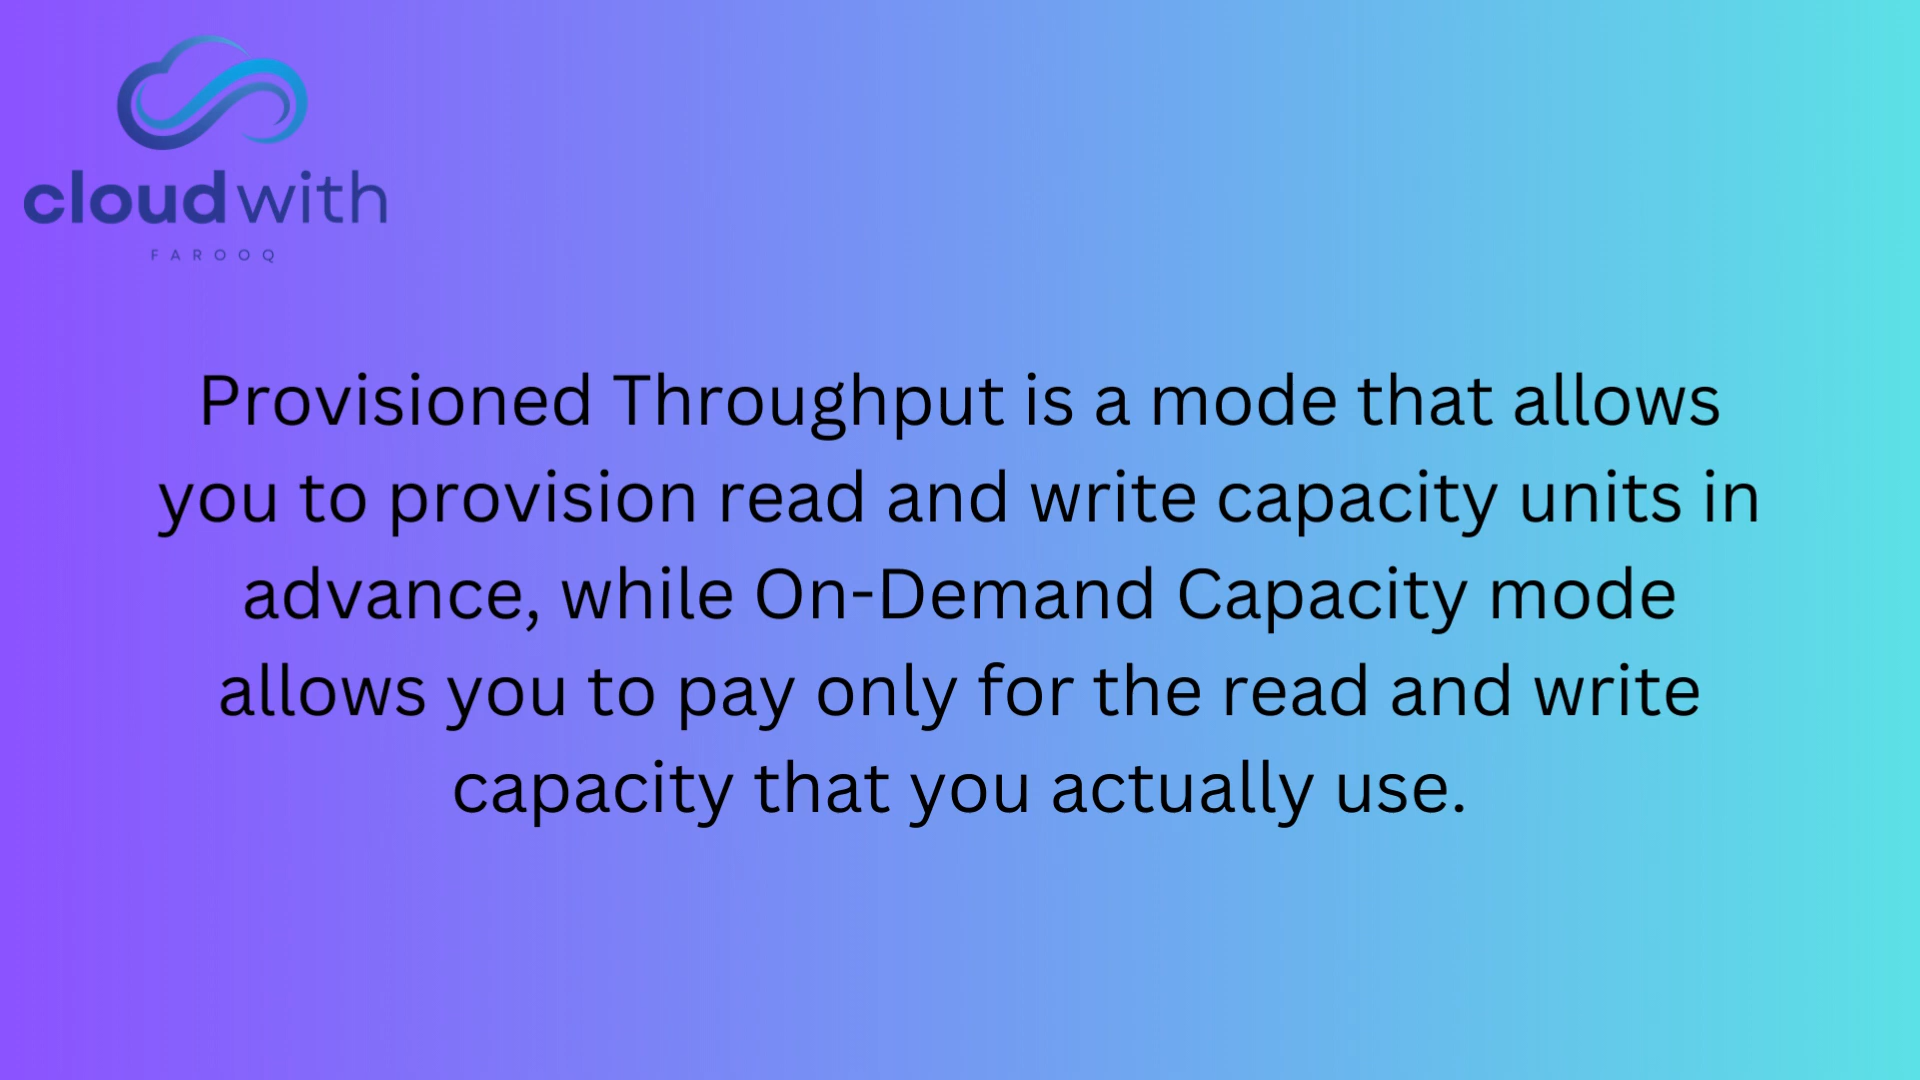 cloudwith
FAROOQ
Provisioned Throughput is a mode that allows
you to provision read and write capacity units in
advance, while On-Demand Capacity mode
allows you to pay only for the read and write
capacity that you actually use.